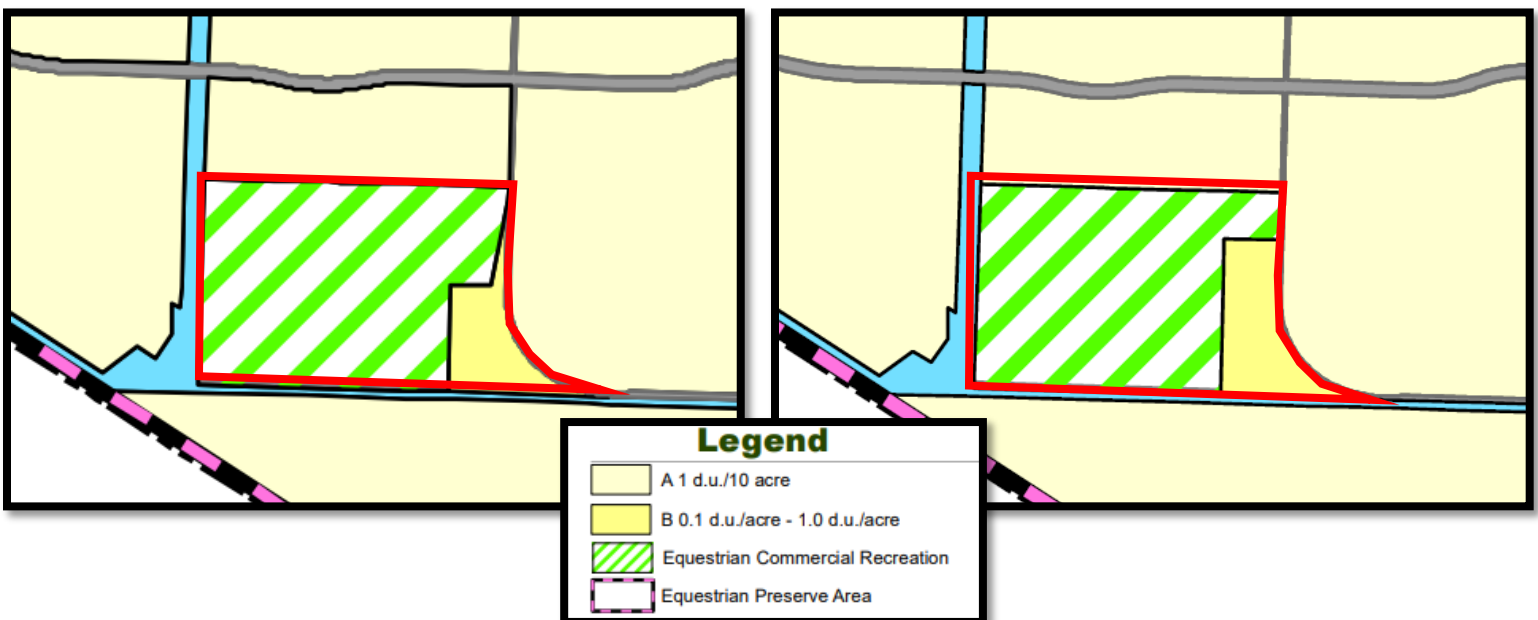 Legend
A 1 d.u./10 acre
B 0.1 d.u./acre - 1.0 d.u./acre
Equestrian Commercial Recreation
Equestrian Preserve Area